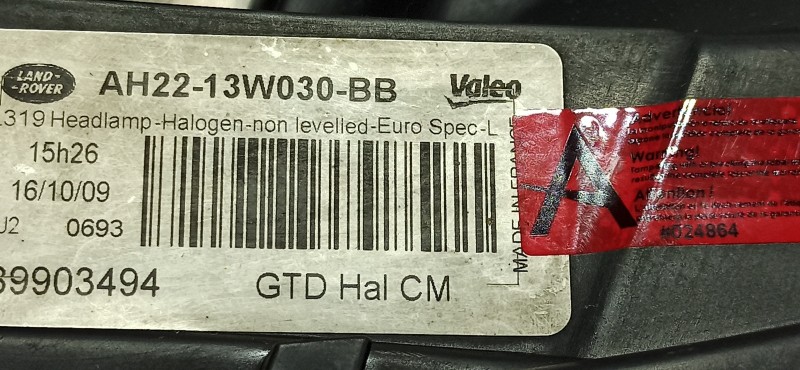 LAND-
ROVER
AH22-13W030-BB
Valeo
L319 Headlamp-Halogen-non levelled-Euro Spec-L
15h26
16/10/09
0693
MADE IN FRANCE
89903494
GTD Hal CM
A
Warning!
Attention!
#024864